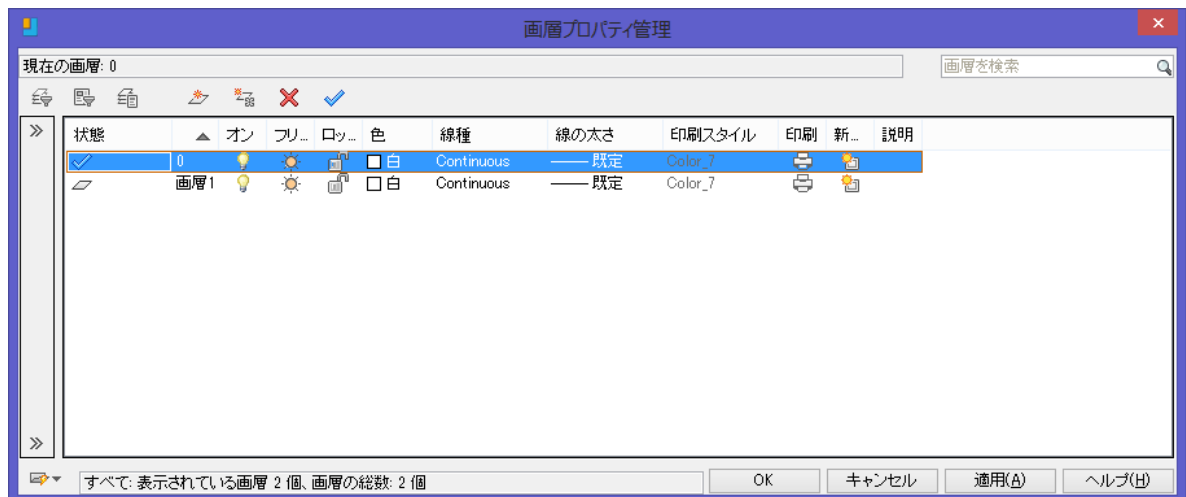 画層プロパティ管理
現在の画層: 0
画層を検索
状態 オン フリ... ロッ... 色 線種 線の太さ 印刷スタイル 印刷 新... 説明
0 白 Continuous 既定 Color_7
画層1 白 Continuous 既定 Color_7
すべて: 表示されている画層 2 個、画層の総数: 2 個
OK キャンセル 適用(A) ヘルプ(H)